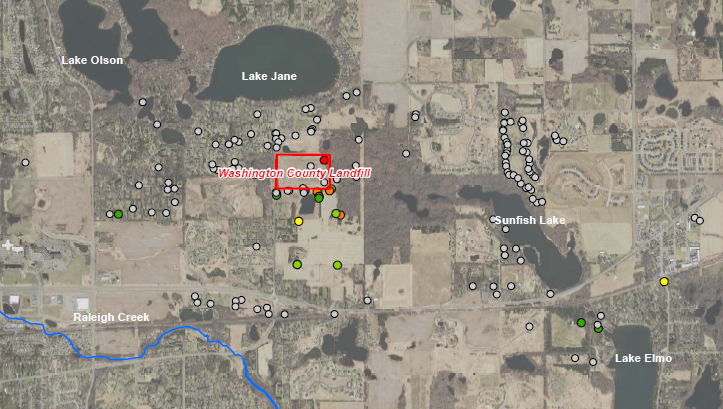 Lake Olson
Lake Jane
Washington County Landfill
Sunfish Lake
Raleigh Creek
Lake Elmo